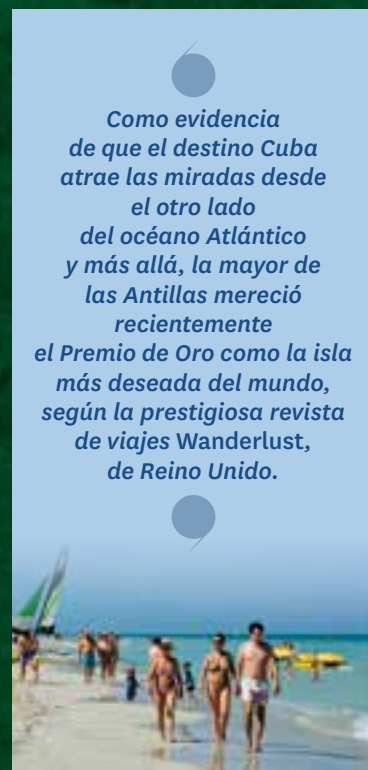 Como evidencia
de que el destino Cuba
atrae las miradas desde
el otro lado
del océano Atlántico
y más allá, la mayor de
las Antillas mereció
recientemente
el Premio de Oro como la isla
más deseada del mundo,
según la prestigiosa revista
de viajes Wanderlust,
de Reino Unido.